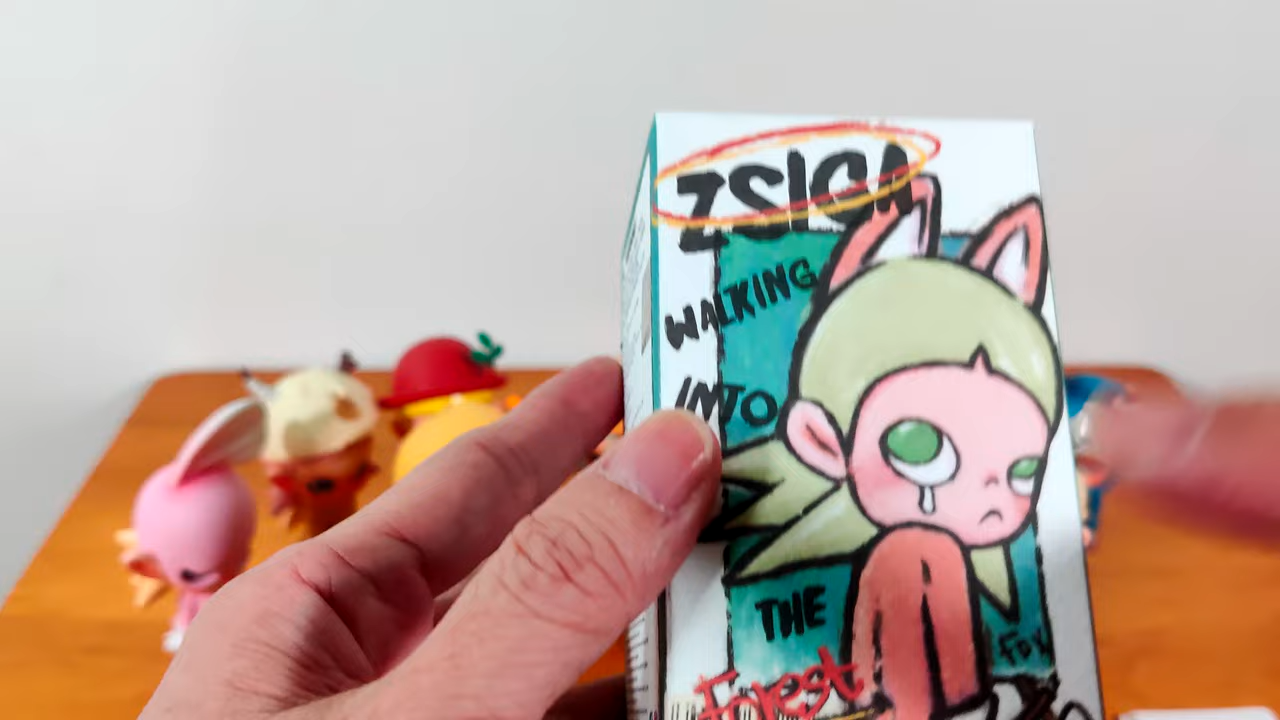 ZSIGA
WALKING
INTO
THE
Forest
FOX